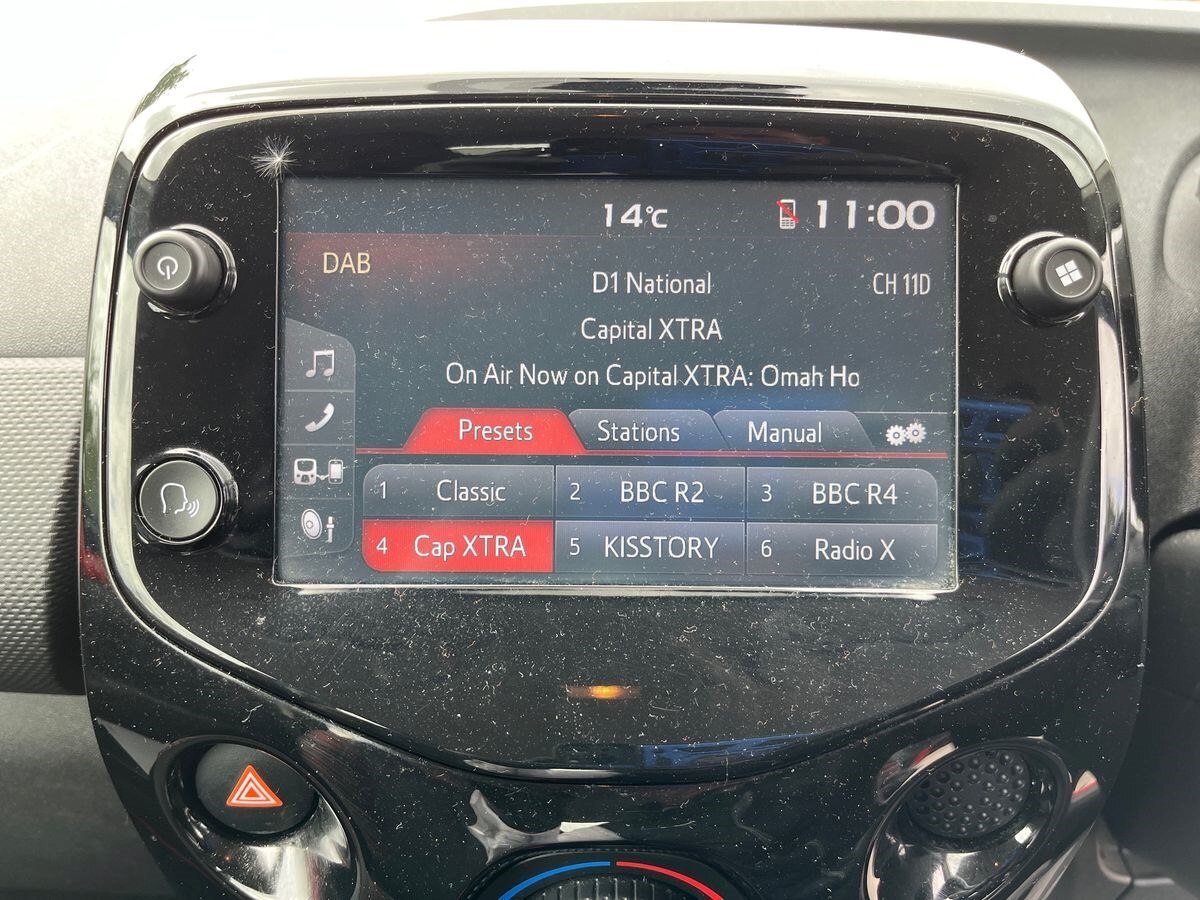 14°C 11:00
DAB
D1 National CH 11D
Capital XTRA
On Air Now on Capital XTRA: Omah Ho
Presets Stations Manual
1 Classic 2 BBC R2 3 BBC R4
4 Cap XTRA 5 KISSTORY 6 Radio X